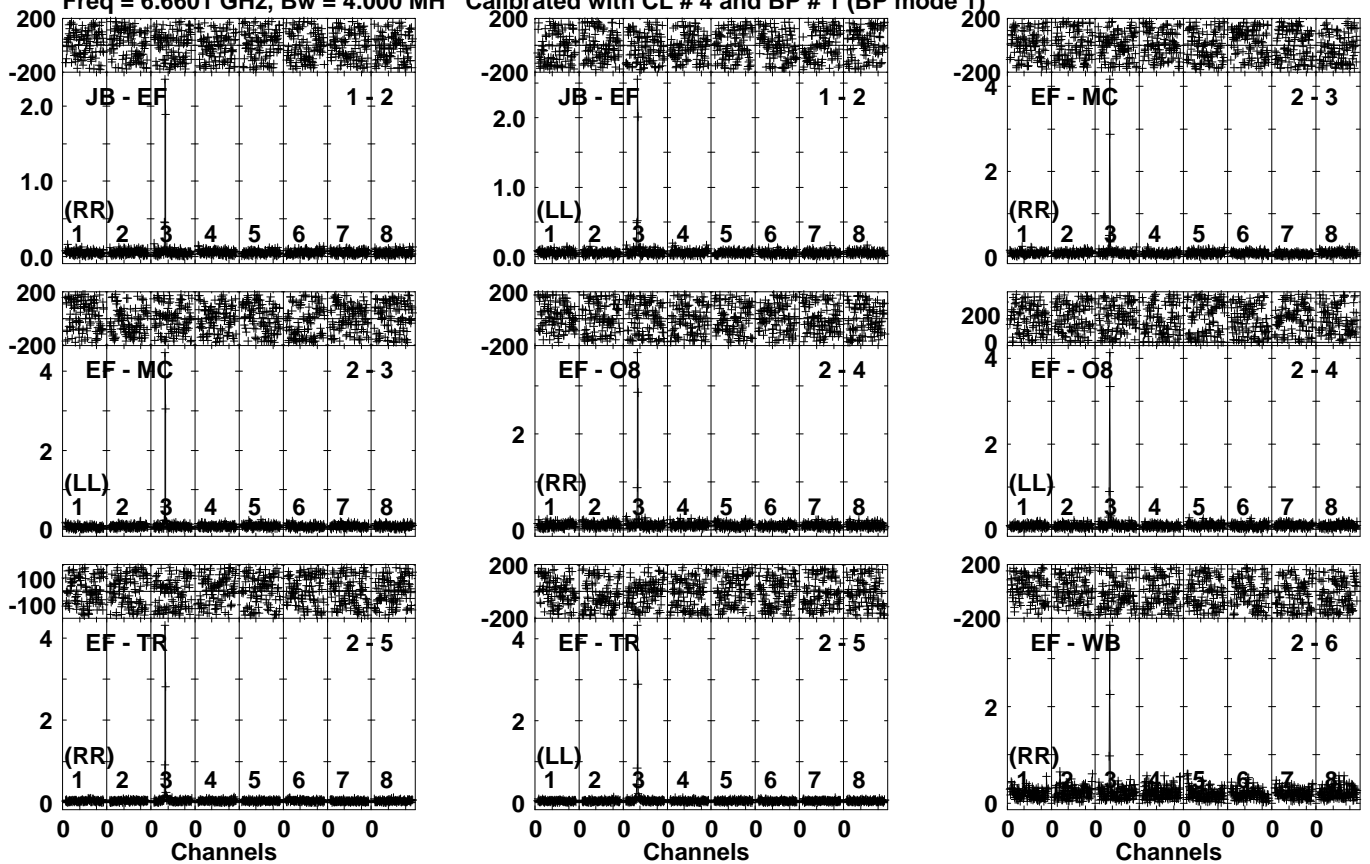 Freq = 6.6601 GHz, Bw = 4.000 MH   Calibrated with CL # 4 and BP # 1 (BP mode 1)
200 200 200
-200 -200 -200
JB - EF 1 - 2 JB - EF 1 - 2 EF - MC 2 - 3
2.0 2.0 4
1.0 1.0 2
(RR) (LL) (RR)
1 2 3 4 5 6 7 8 1 2 3 4 5 6 7 8 1 2 3 4 5 6 7 8
0.0 0.0 0
200 200 200
-200 -200 0
EF - MC 2 - 3 EF - O8 2 - 4 EF - O8 2 - 4
4 4
2 2 2
(LL) (RR) (LL)
1 2 3 4 5 6 7 8 1 2 3 4 5 6 7 8 1 2 3 4 5 6 7 8
0 0 0
100 200 200
-100 -200 -200
EF - TR 2 - 5 EF - TR 2 - 5 EF - WB 2 - 6
4 4
2 2 2
(RR) (LL) (RR)
1 2 3 4 5 6 7 8 1 2 3 4 5 6 7 8 1 2 3 4 5 6 7 8
0 0 0
0 0 0 0 0 0 0 0 0 0 0 0 0 0 0 0 0 0 0 0 0 0 0 0
Channels Channels Channels